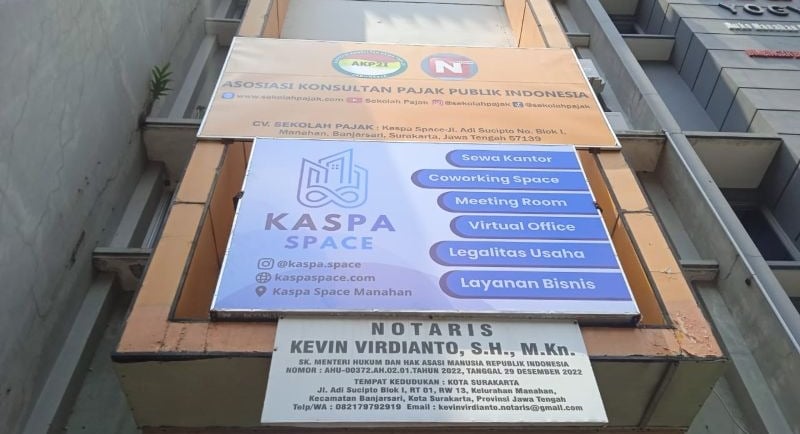 AKP2I
N
ASOSIASI KONSULTAN PAJAK PUBLIK INDONESIA
www.sekolahpajak.com Sekolah Pajak @sekolahpajak @sekolahpajak
CV. SEKOLAH PAJAK : Kaspa Space-Jl. Adi Sucipto No. Blok I,
Manahan, Banjarsari, Surakarta, Jawa Tengah 57139
KASPA
SPACE
@kaspa.space
kaspaspace.com
Kaspa Space Manahan
Sewa Kantor
Coworking Space
Meeting Room
Virtual Office
Legalitas Usaha
Layanan Bisnis
NOTARIS
KEVIN VIRDIANTO, S.H., M.Kn.
SK. MENTERI HUKUM DAN HAK ASASI MANUSIA REPUBLIK INDONESIA
NOMOR : AHU-00372.AH.02.01.TAHUN 2022, TANGGAL 29 DESEMBER 2022
TEMPAT KEDUDUKAN : KOTA SURAKARTA
Jl. Adi Sucipto Blok I, RT 01, RW 13, Kelurahan Manahan,
Kecamatan Banjarsari, Kota Surakarta, Provinsi Jawa Tengah
Telp/WA : 082179792919 Email : kevinvirdianto.notaris@gmail.com
YOGY